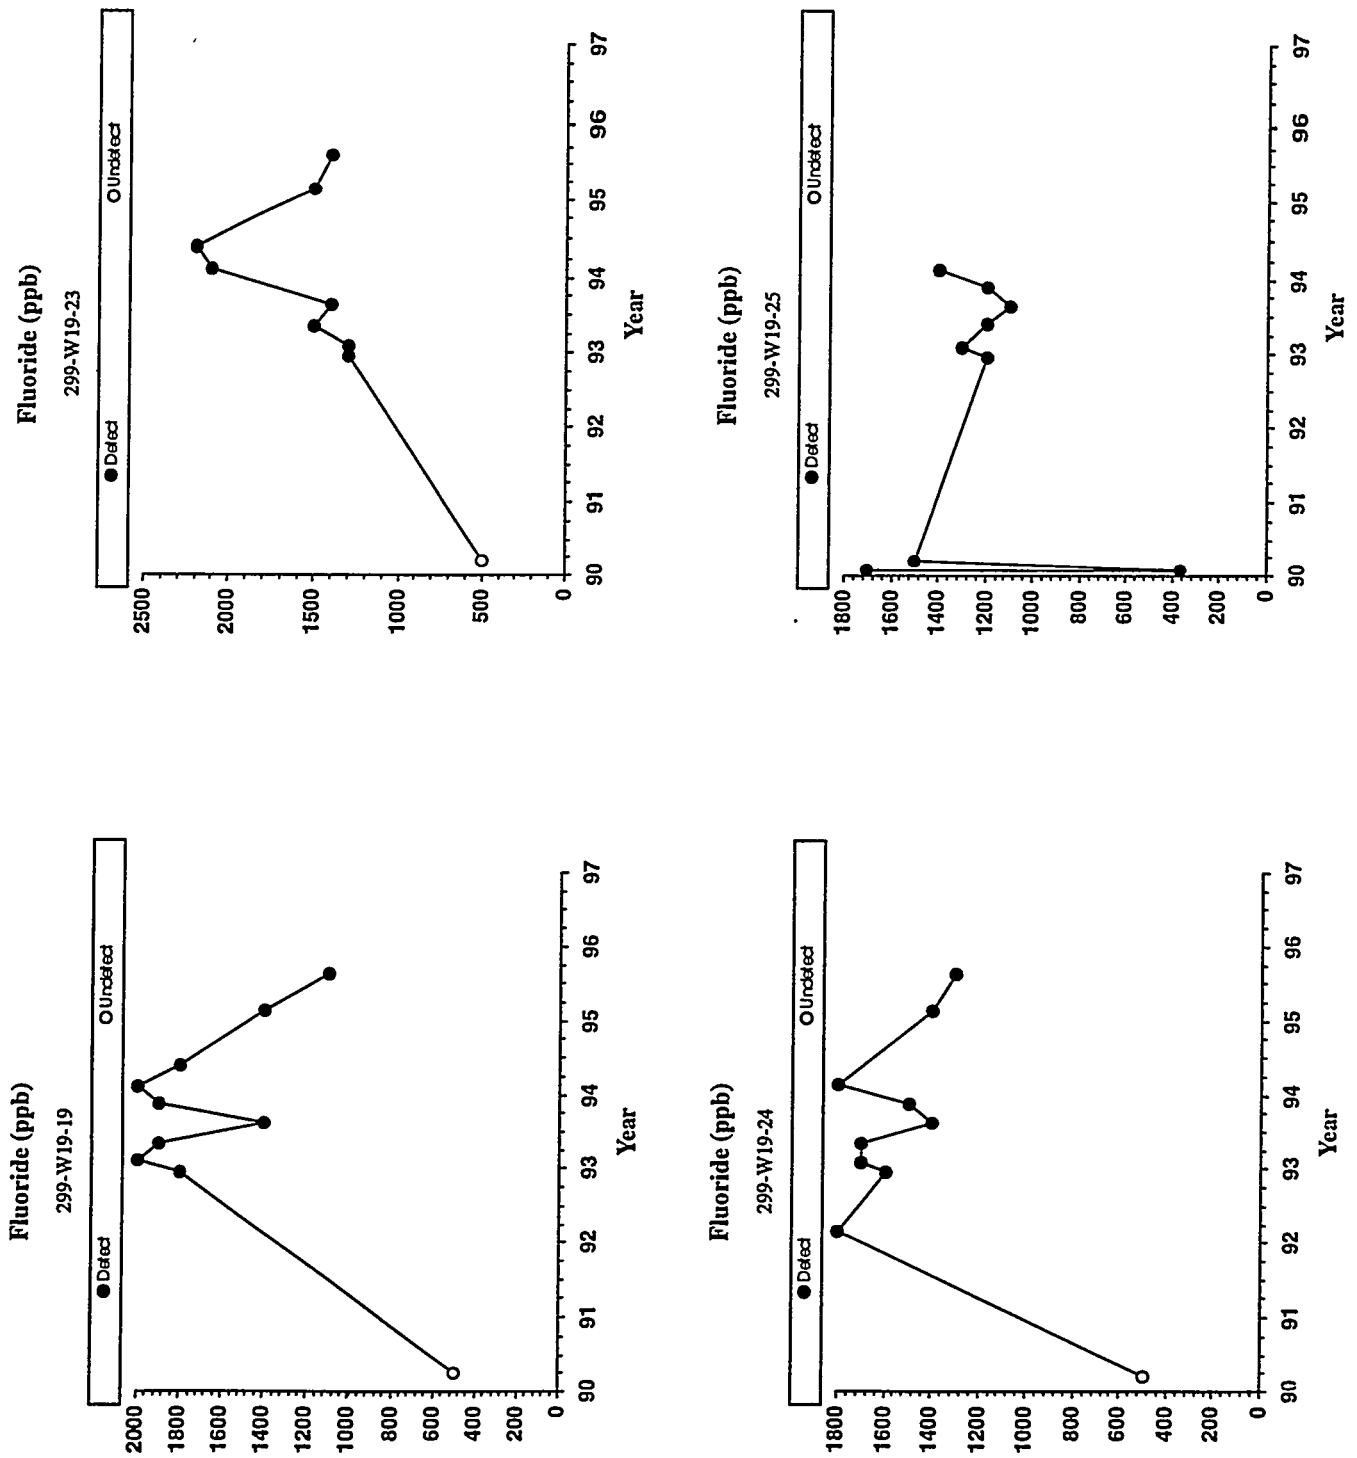 Fluoride (ppb)
299-W19-19
Detect
Undetect
2000
1800
1600
1400
1200
1000
800
600
400
200
0
90 91 92 93 94 95 96 97
Year
Fluoride (ppb)
299-W19-23
Detect
Undetect
2500
2000
1500
1000
500
0
90 91 92 93 94 95 96 97
Year
Fluoride (ppb)
299-W19-24
Detect
Undetect
1800
1600
1400
1200
1000
800
600
400
200
0
90 91 92 93 94 95 96 97
Year
Fluoride (ppb)
299-W19-25
Detect
Undetect
1800
1600
1400
1200
1000
800
600
400
200
0
90 91 92 93 94 95 96 97
Year